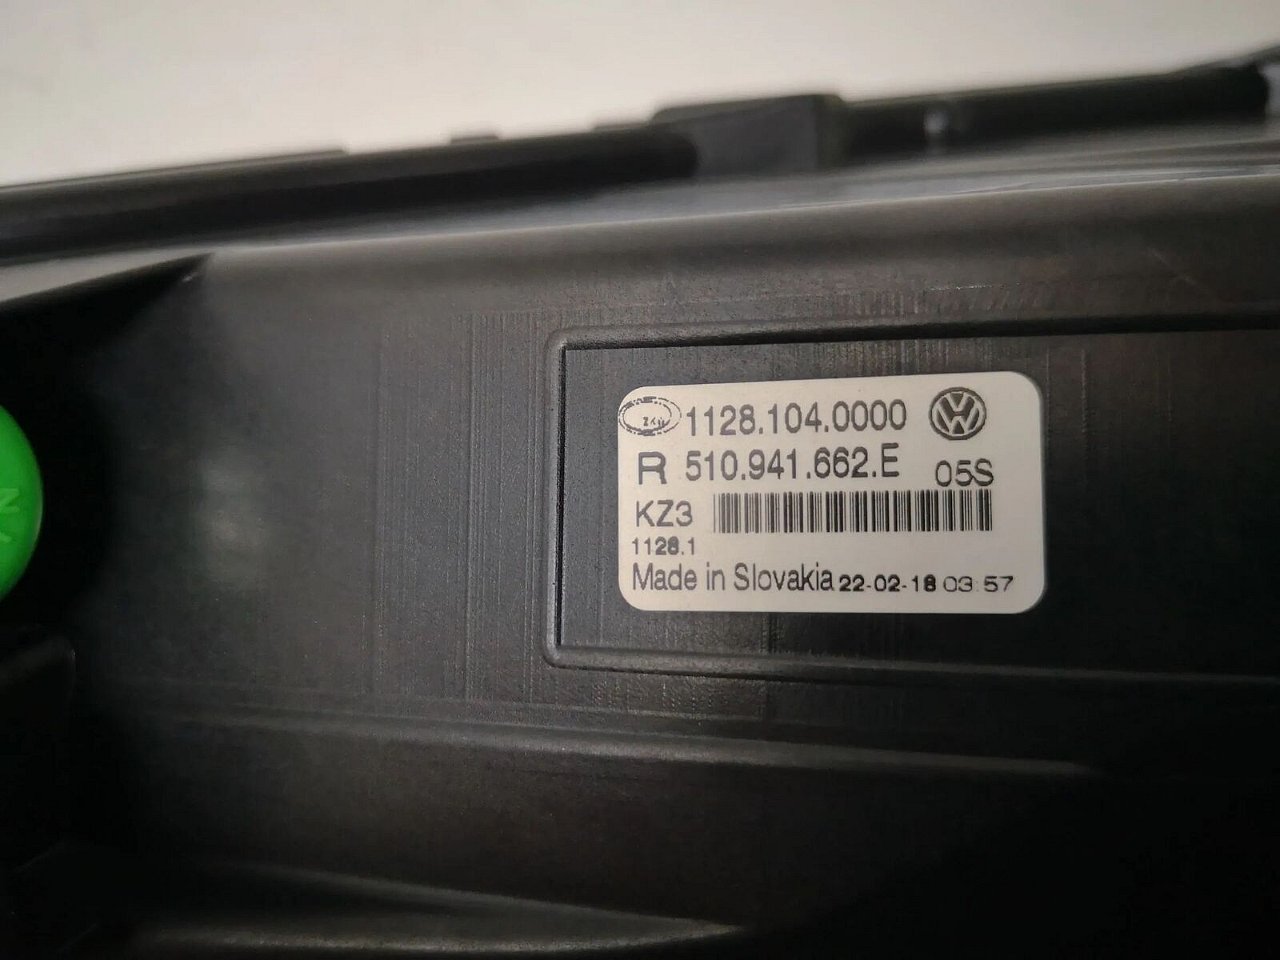 1128.104.0000
R 510.941.662.E 05S
KZ3
1128.1
Made in Slovakia 22-02-18 03:57